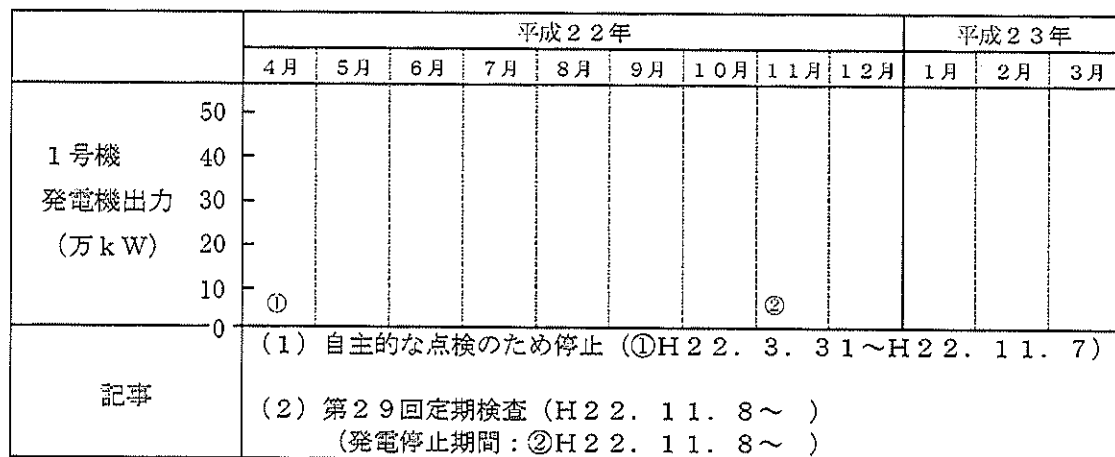 平成２２年 平成２３年
４月 ５月 ６月 ７月 ８月 ９月 １０月 １１月 １２月 １月 ２月 ３月
１号機
発電機出力
（万ｋＷ）
50
40
30
20
10
0
① ②
記事
（１）自主的な点検のため停止（①Ｈ２２．３．３１～Ｈ２２．１１．７）
（２）第２９回定期検査（Ｈ２２．１１．８～ ）
（発電停止期間：②Ｈ２２．１１．８～ ）